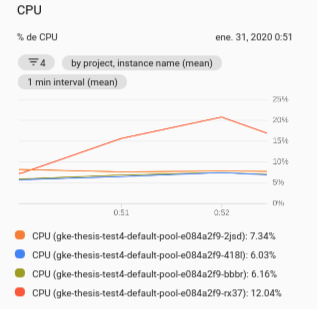 CPU
% de CPU ene. 31, 2020 0:51
4 by project, instance name (mean)
1 min interval (mean)
25%
20%
15%
10%
5%
0%
0:51 0:52
CPU (gke-thesis-test4-default-pool-e084a2f9-2jsd): 7.34%
CPU (gke-thesis-test4-default-pool-e084a2f9-418l): 6.03%
CPU (gke-thesis-test4-default-pool-e084a2f9-bbbr): 6.16%
CPU (gke-thesis-test4-default-pool-e084a2f9-rx37): 12.04%